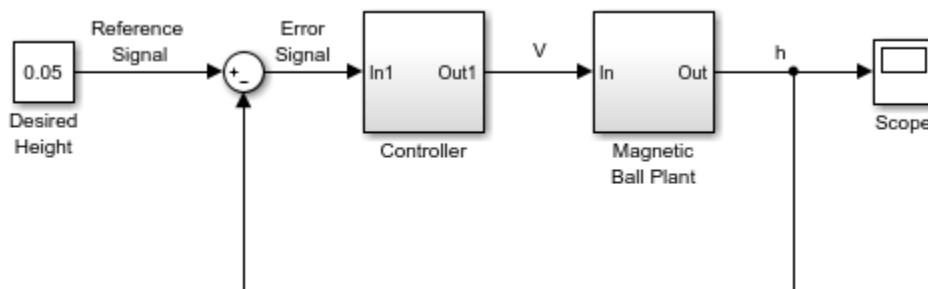 Reference
Signal
Error
Signal
0.05
+
-
In1
Out1
V
In
Out
h
Desired
Height
Controller
Magnetic
Ball Plant
Scope